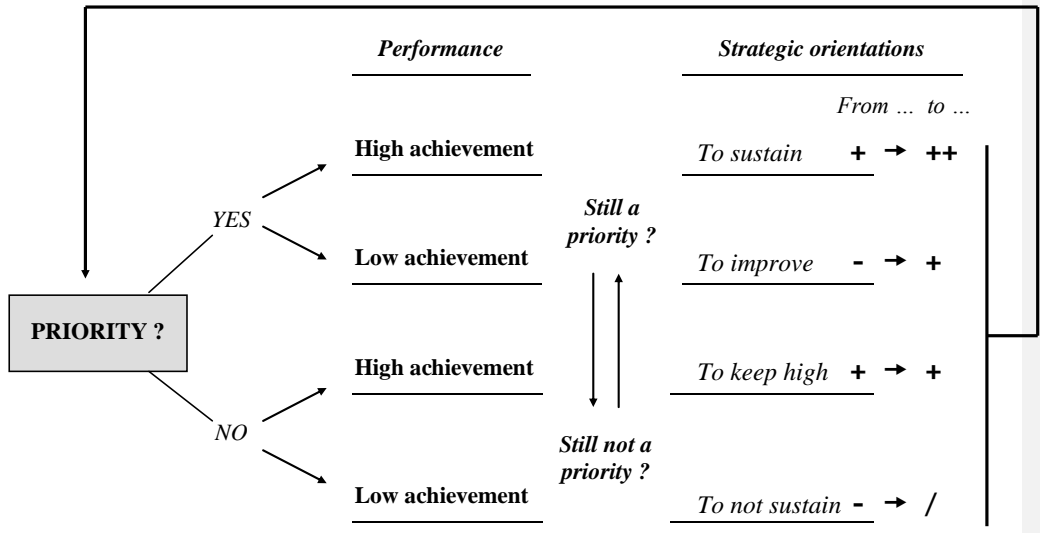 Performance Strategic orientations
From ... to ...
High achievement To sustain + → ++
Still a
YES priority ?
Low achievement To improve - → +
PRIORITY ?
High achievement To keep high + → +
NO
Still not a
priority ?
Low achievement To not sustain - → /